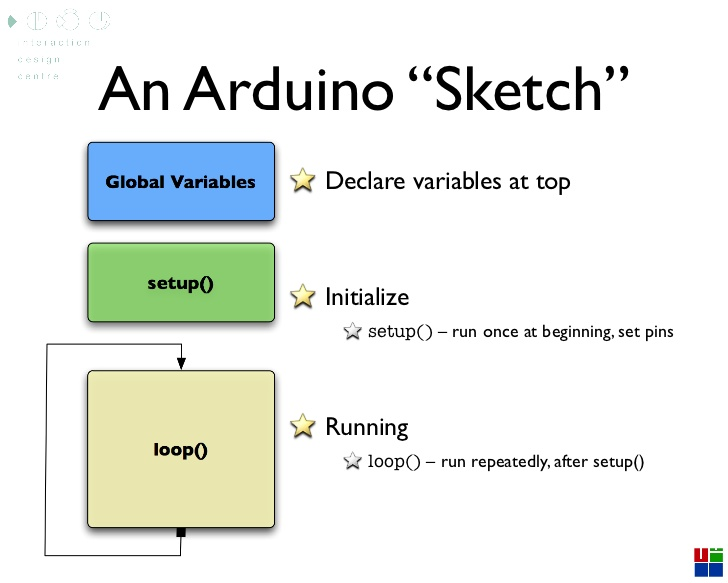 interaction
design
centre
An Arduino “Sketch”
Global Variables
Declare variables at top
setup()
Initialize
setup() – run once at beginning, set pins
Running
loop()
loop() – run repeatedly, after setup()